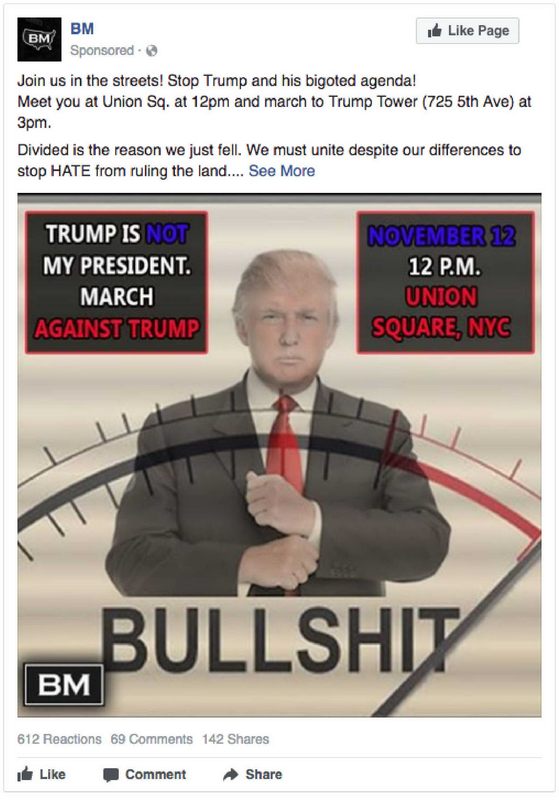 BM
BM
Sponsored ·
Like Page
Join us in the streets! Stop Trump and his bigoted agenda!
Meet you at Union Sq. at 12pm and march to Trump Tower (725 5th Ave) at
3pm.
Divided is the reason we just fell. We must unite despite our differences to
stop HATE from ruling the land.... See More
TRUMP IS NOT
MY PRESIDENT.
MARCH
AGAINST TRUMP
NOVEMBER 12
12 P.M.
UNION
SQUARE, NYC
BULLSHIT
BM
612 Reactions 69 Comments 142 Shares
Like Comment Share